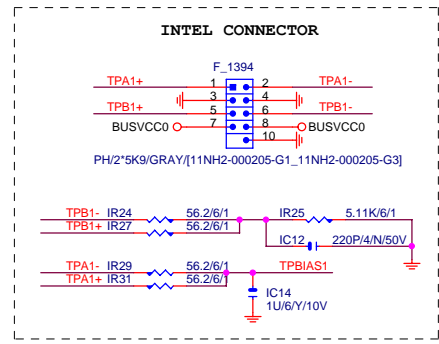 INTEL CONNECTOR
F_1394
TPA1+ 1 2 TPA1-
3 4
TPB1+ 5 6 TPB1-
BUSVCC0 7 8 BUSVCC0
10
PH/2*5K9/GRAY/[11NH2-000205-G1_11NH2-000205-G3]
TPB1- IR24 56.2/6/1 IR25 5.11K/6/1
TPB1+ IR27 56.2/6/1
IC12 220P/4/N/50V
TPA1- IR29 56.2/6/1 TPBIAS1
TPA1+ IR31 56.2/6/1
IC14
1U/6/Y/10V